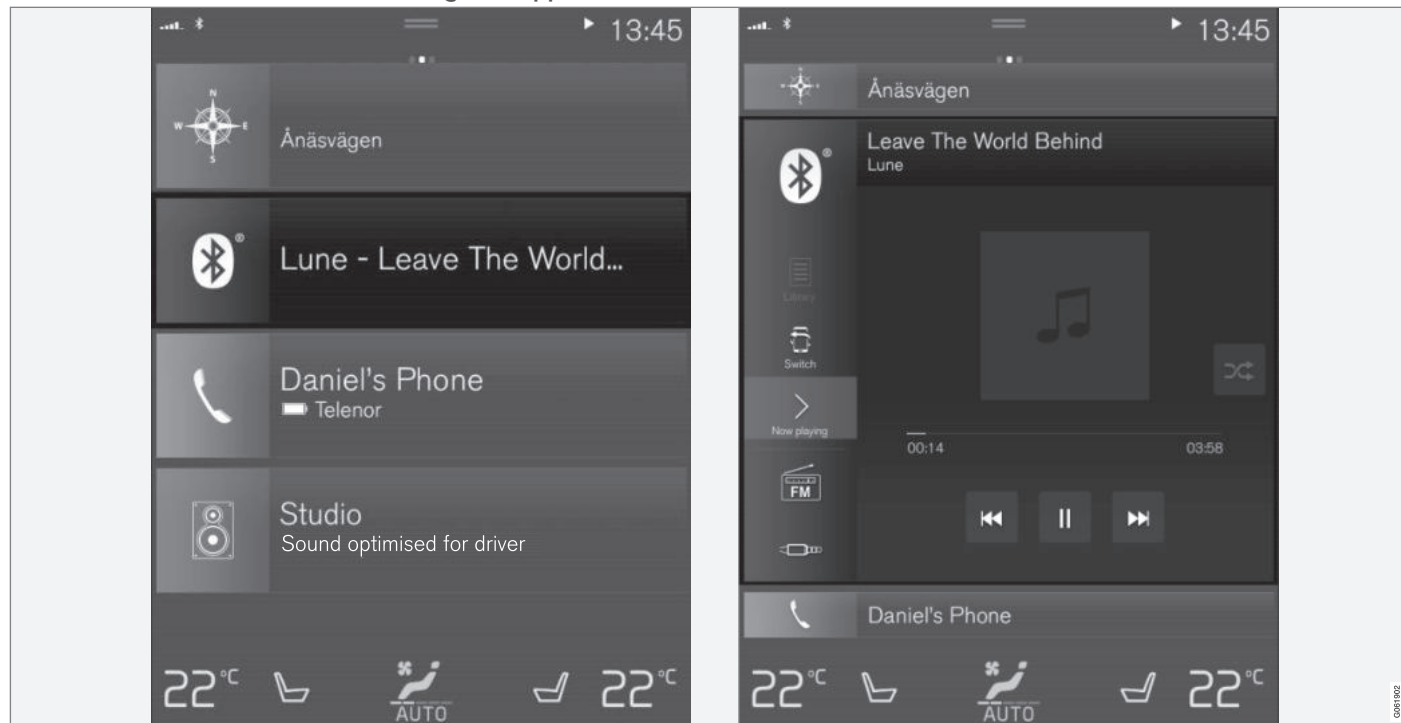 13:45
N
W E
S
Ånäsvägen
Lune - Leave The World...
Daniel's Phone
Telenor
Studio
Sound optimised for driver
22°C
AUTO
22°C
13:45
Ånäsvägen
Leave The World Behind
Lune
Library
Switch
Now playing
00:14 03:58
FM
Daniel's Phone
22°C
AUTO
22°C
G061902